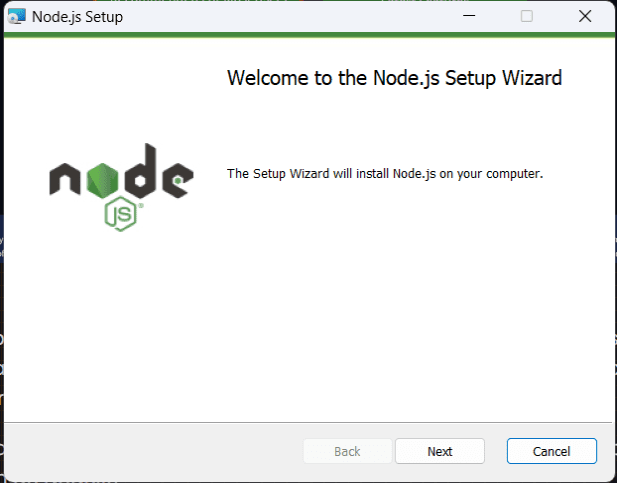 Node.js Setup
Welcome to the Node.js Setup Wizard
node
JS
The Setup Wizard will install Node.js on your computer.
Back
Next
Cancel